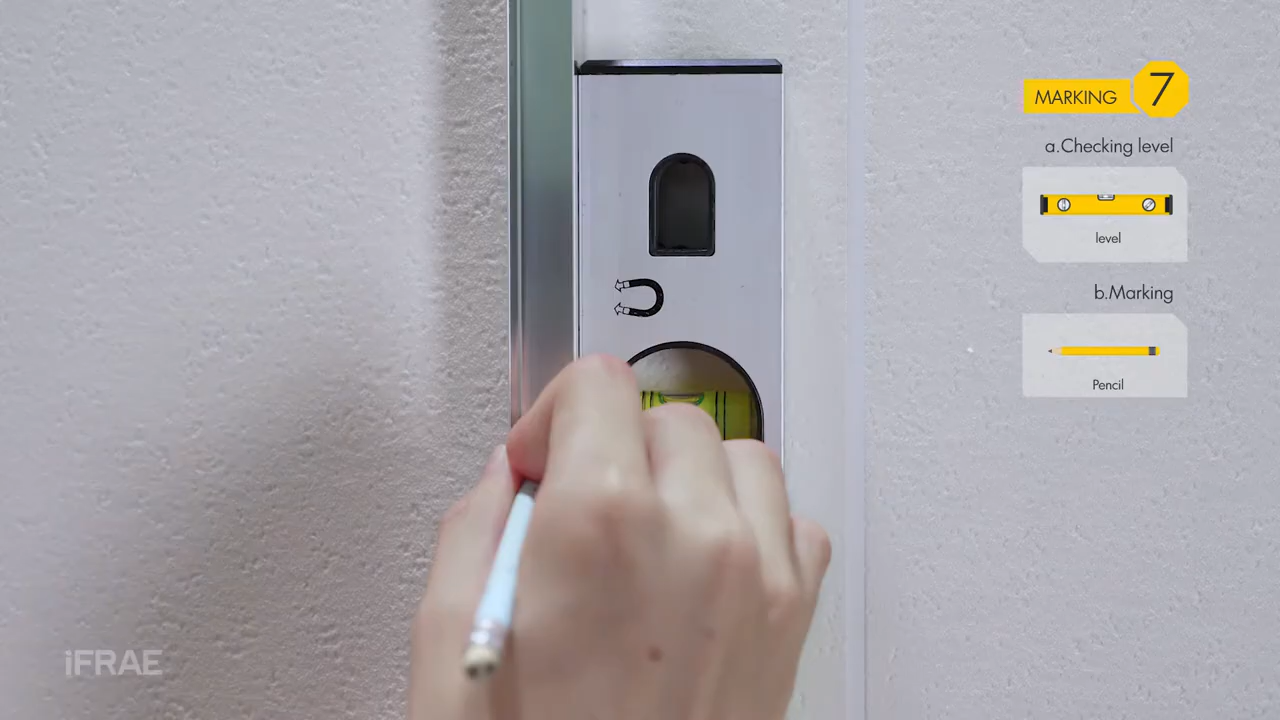 MARKING 7
a.Checking level
level
b.Marking
Pencil
iFRAE